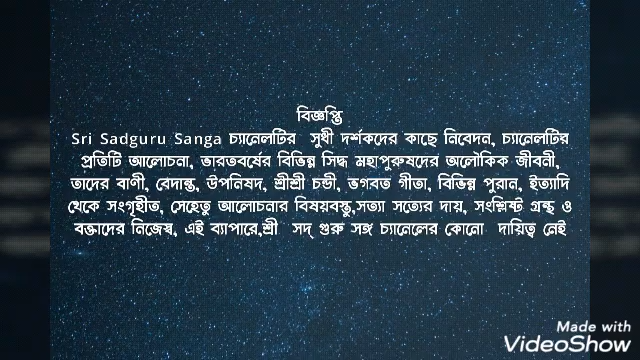 বিজ্ঞপ্তি
Sri Sadguru Sanga চ্যানেলটির সুধী দর্শকদের কাছে নিবেদন, চ্যানেলটির
প্রতিটি আলোচনা, ভারতবর্ষের বিভিন্ন সিদ্ধ মহাপুরুষদের অলৌকিক জীবনী,
তাদের বাণী, বেদান্ত, উপনিষদ, শ্রীশ্রী চন্ডী, ভগবত গীতা, বিভিন্ন পুরান, ইত্যাদি
থেকে সংগৃহীত, সেহেতু আলোচনার বিষয়বস্তু,সত্যা সত্যের দায়, সংশ্লিষ্ট গ্রন্থ ও
বক্তাদের নিজেস্ব, এই ব্যাপারে,শ্রী সদ্ গুরু সঙ্গ চ্যানেলের কোনো দায়িত্ব নেই
Made with
VideoShow